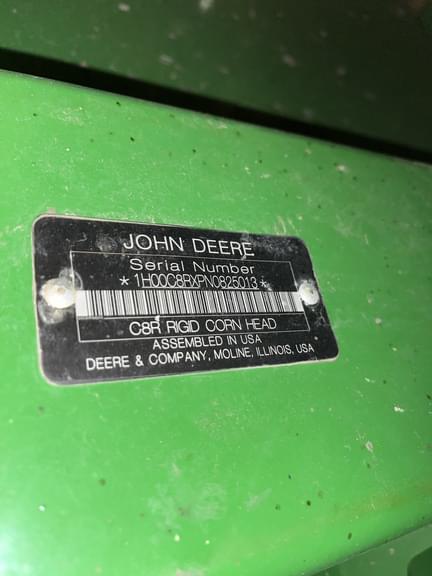 JOHN DEERE
Serial Number
*1H00C8RXPN0825013*
C8R RIGID CORN HEAD
ASSEMBLED IN USA
DEERE & COMPANY, MOLINE, ILLINOIS, USA